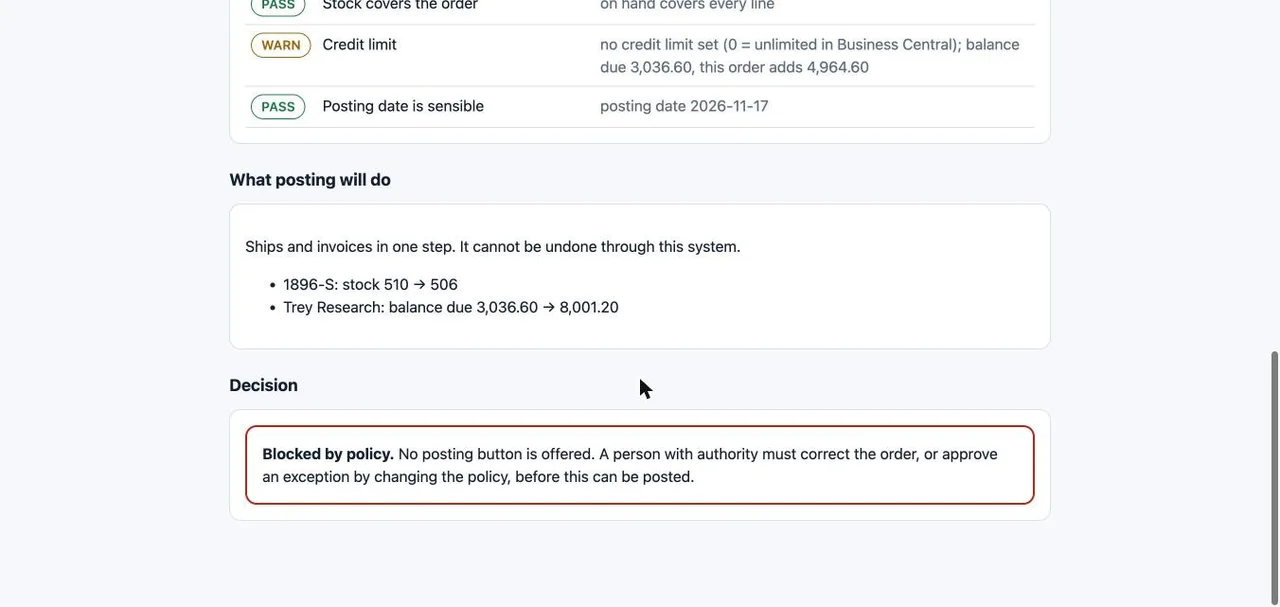 PASS Stock covers the order on hand covers every line
WARN Credit limit no credit limit set (0 = unlimited in Business Central); balance
due 3,036.60, this order adds 4,964.60
PASS Posting date is sensible posting date 2026-11-17
What posting will do
Ships and invoices in one step. It cannot be undone through this system.
• 1896-S: stock 510 → 506
• Trey Research: balance due 3,036.60 → 8,001.20
Decision
Blocked by policy. No posting button is offered. A person with authority must correct the order, or approve
an exception by changing the policy, before this can be posted.